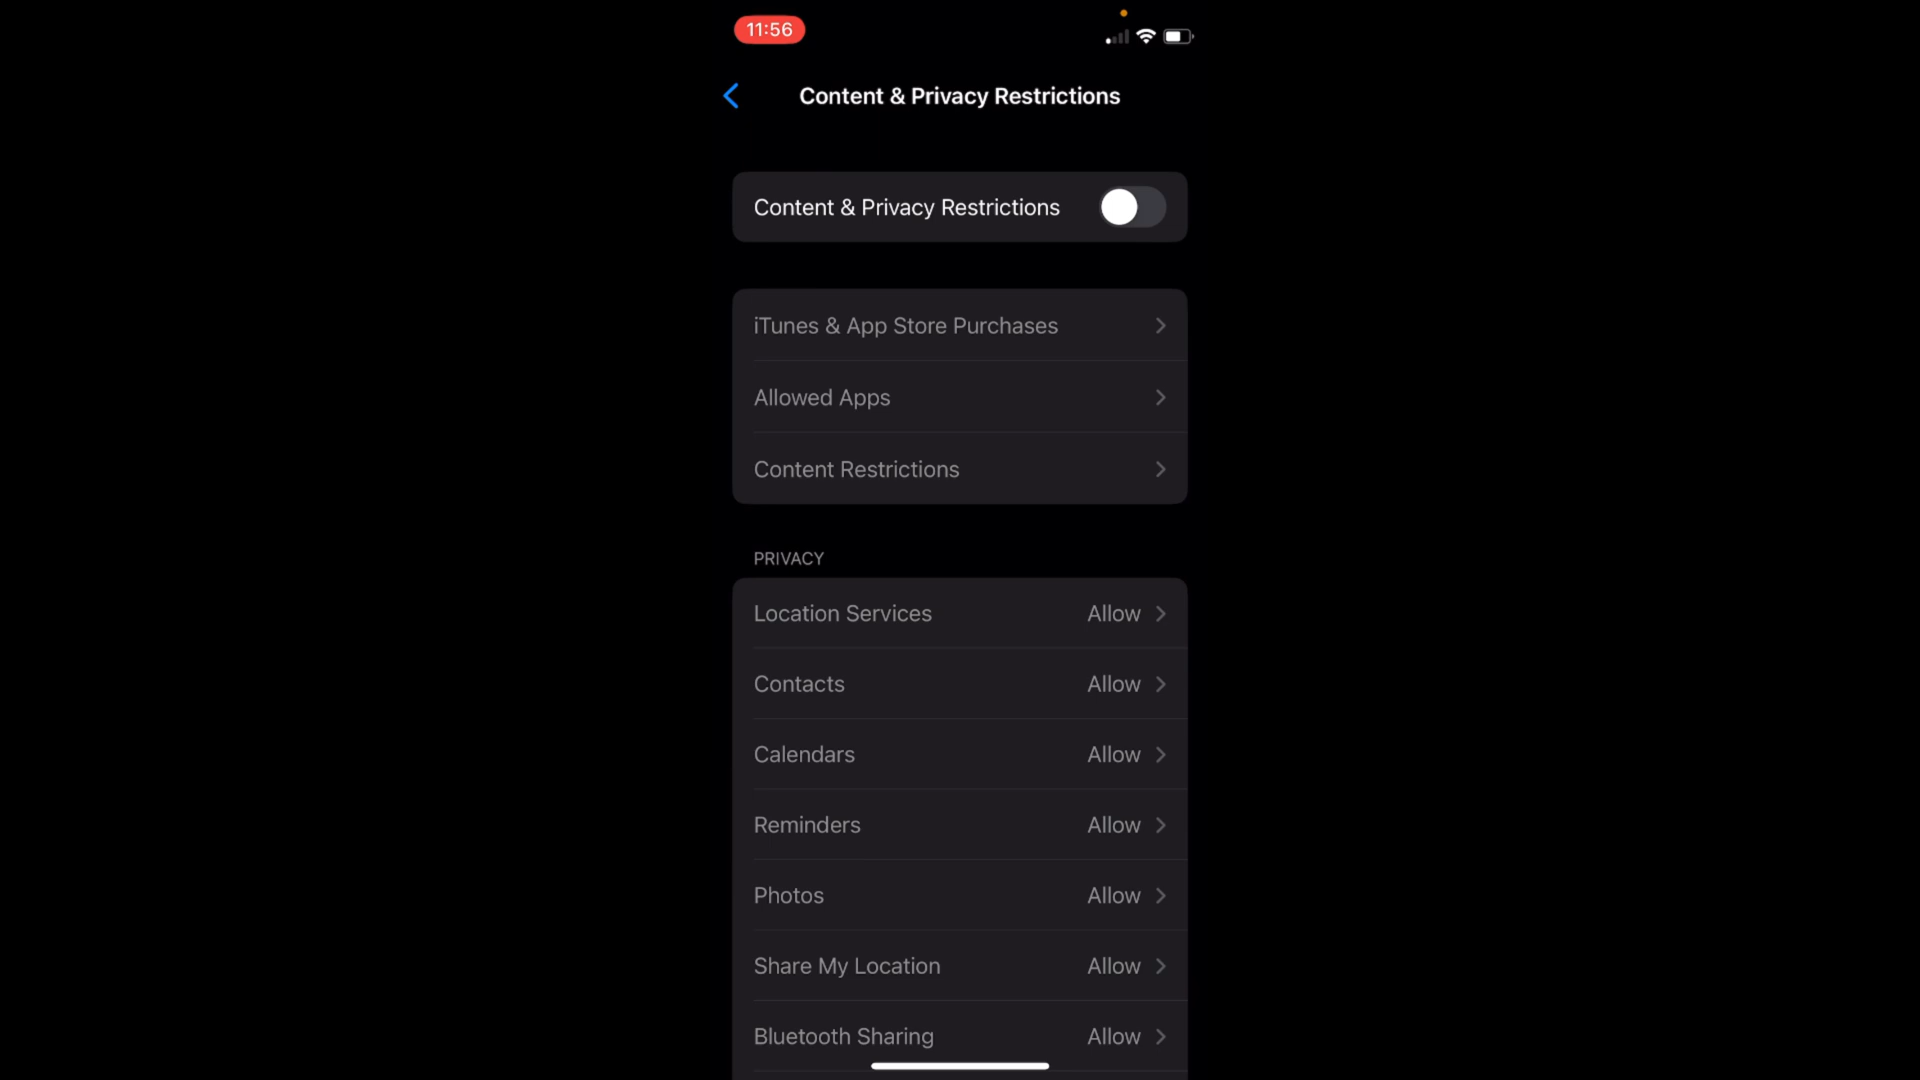 11:56
Content & Privacy Restrictions
Content & Privacy Restrictions
iTunes & App Store Purchases
Allowed Apps
Content Restrictions
PRIVACY
Location Services Allow
Contacts Allow
Calendars Allow
Reminders Allow
Photos Allow
Share My Location Allow
Bluetooth Sharing Allow